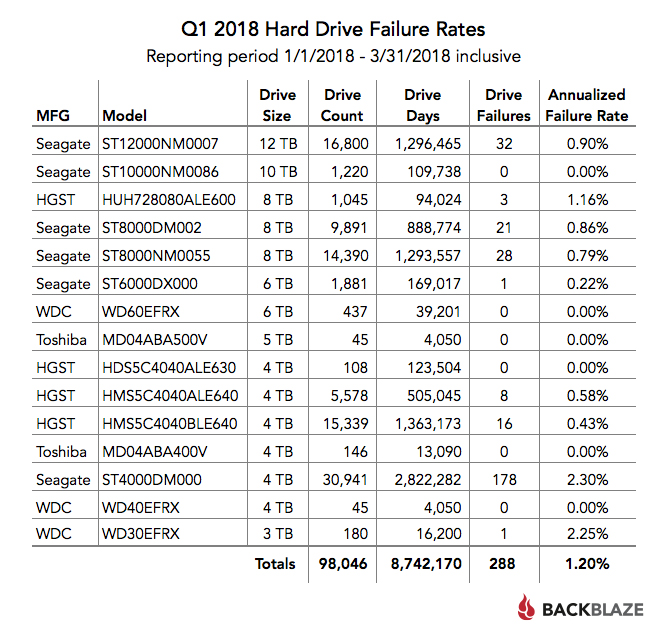 Q1 2018 Hard Drive Failure Rates
Reporting period 1/1/2018 - 3/31/2018 inclusive
MFG Model Drive Size Drive Count Drive Days Drive Failures Annualized Failure Rate
Seagate ST12000NM0007 12 TB 16,800 1,296,465 32 0.90%
Seagate ST10000NM0086 10 TB 1,220 109,738 0 0.00%
HGST HUH728080ALE600 8 TB 1,045 94,024 3 1.16%
Seagate ST8000DM002 8 TB 9,891 888,774 21 0.86%
Seagate ST8000NM0055 8 TB 14,390 1,293,557 28 0.79%
Seagate ST6000DX000 6 TB 1,881 169,017 1 0.22%
WDC WD60EFRX 6 TB 437 39,201 0 0.00%
Toshiba MD04ABA500V 5 TB 45 4,050 0 0.00%
HGST HDS5C4040ALE630 4 TB 108 123,504 0 0.00%
HGST HMS5C4040ALE640 4 TB 5,578 505,045 8 0.58%
HGST HMS5C4040BLE640 4 TB 15,339 1,363,173 16 0.43%
Toshiba MD04ABA400V 4 TB 146 13,090 0 0.00%
Seagate ST4000DM000 4 TB 30,941 2,822,282 178 2.30%
WDC WD40EFRX 4 TB 45 4,050 0 0.00%
WDC WD30EFRX 3 TB 180 16,200 1 2.25%
Totals 98,046 8,742,170 288 1.20%
BACKBLAZE